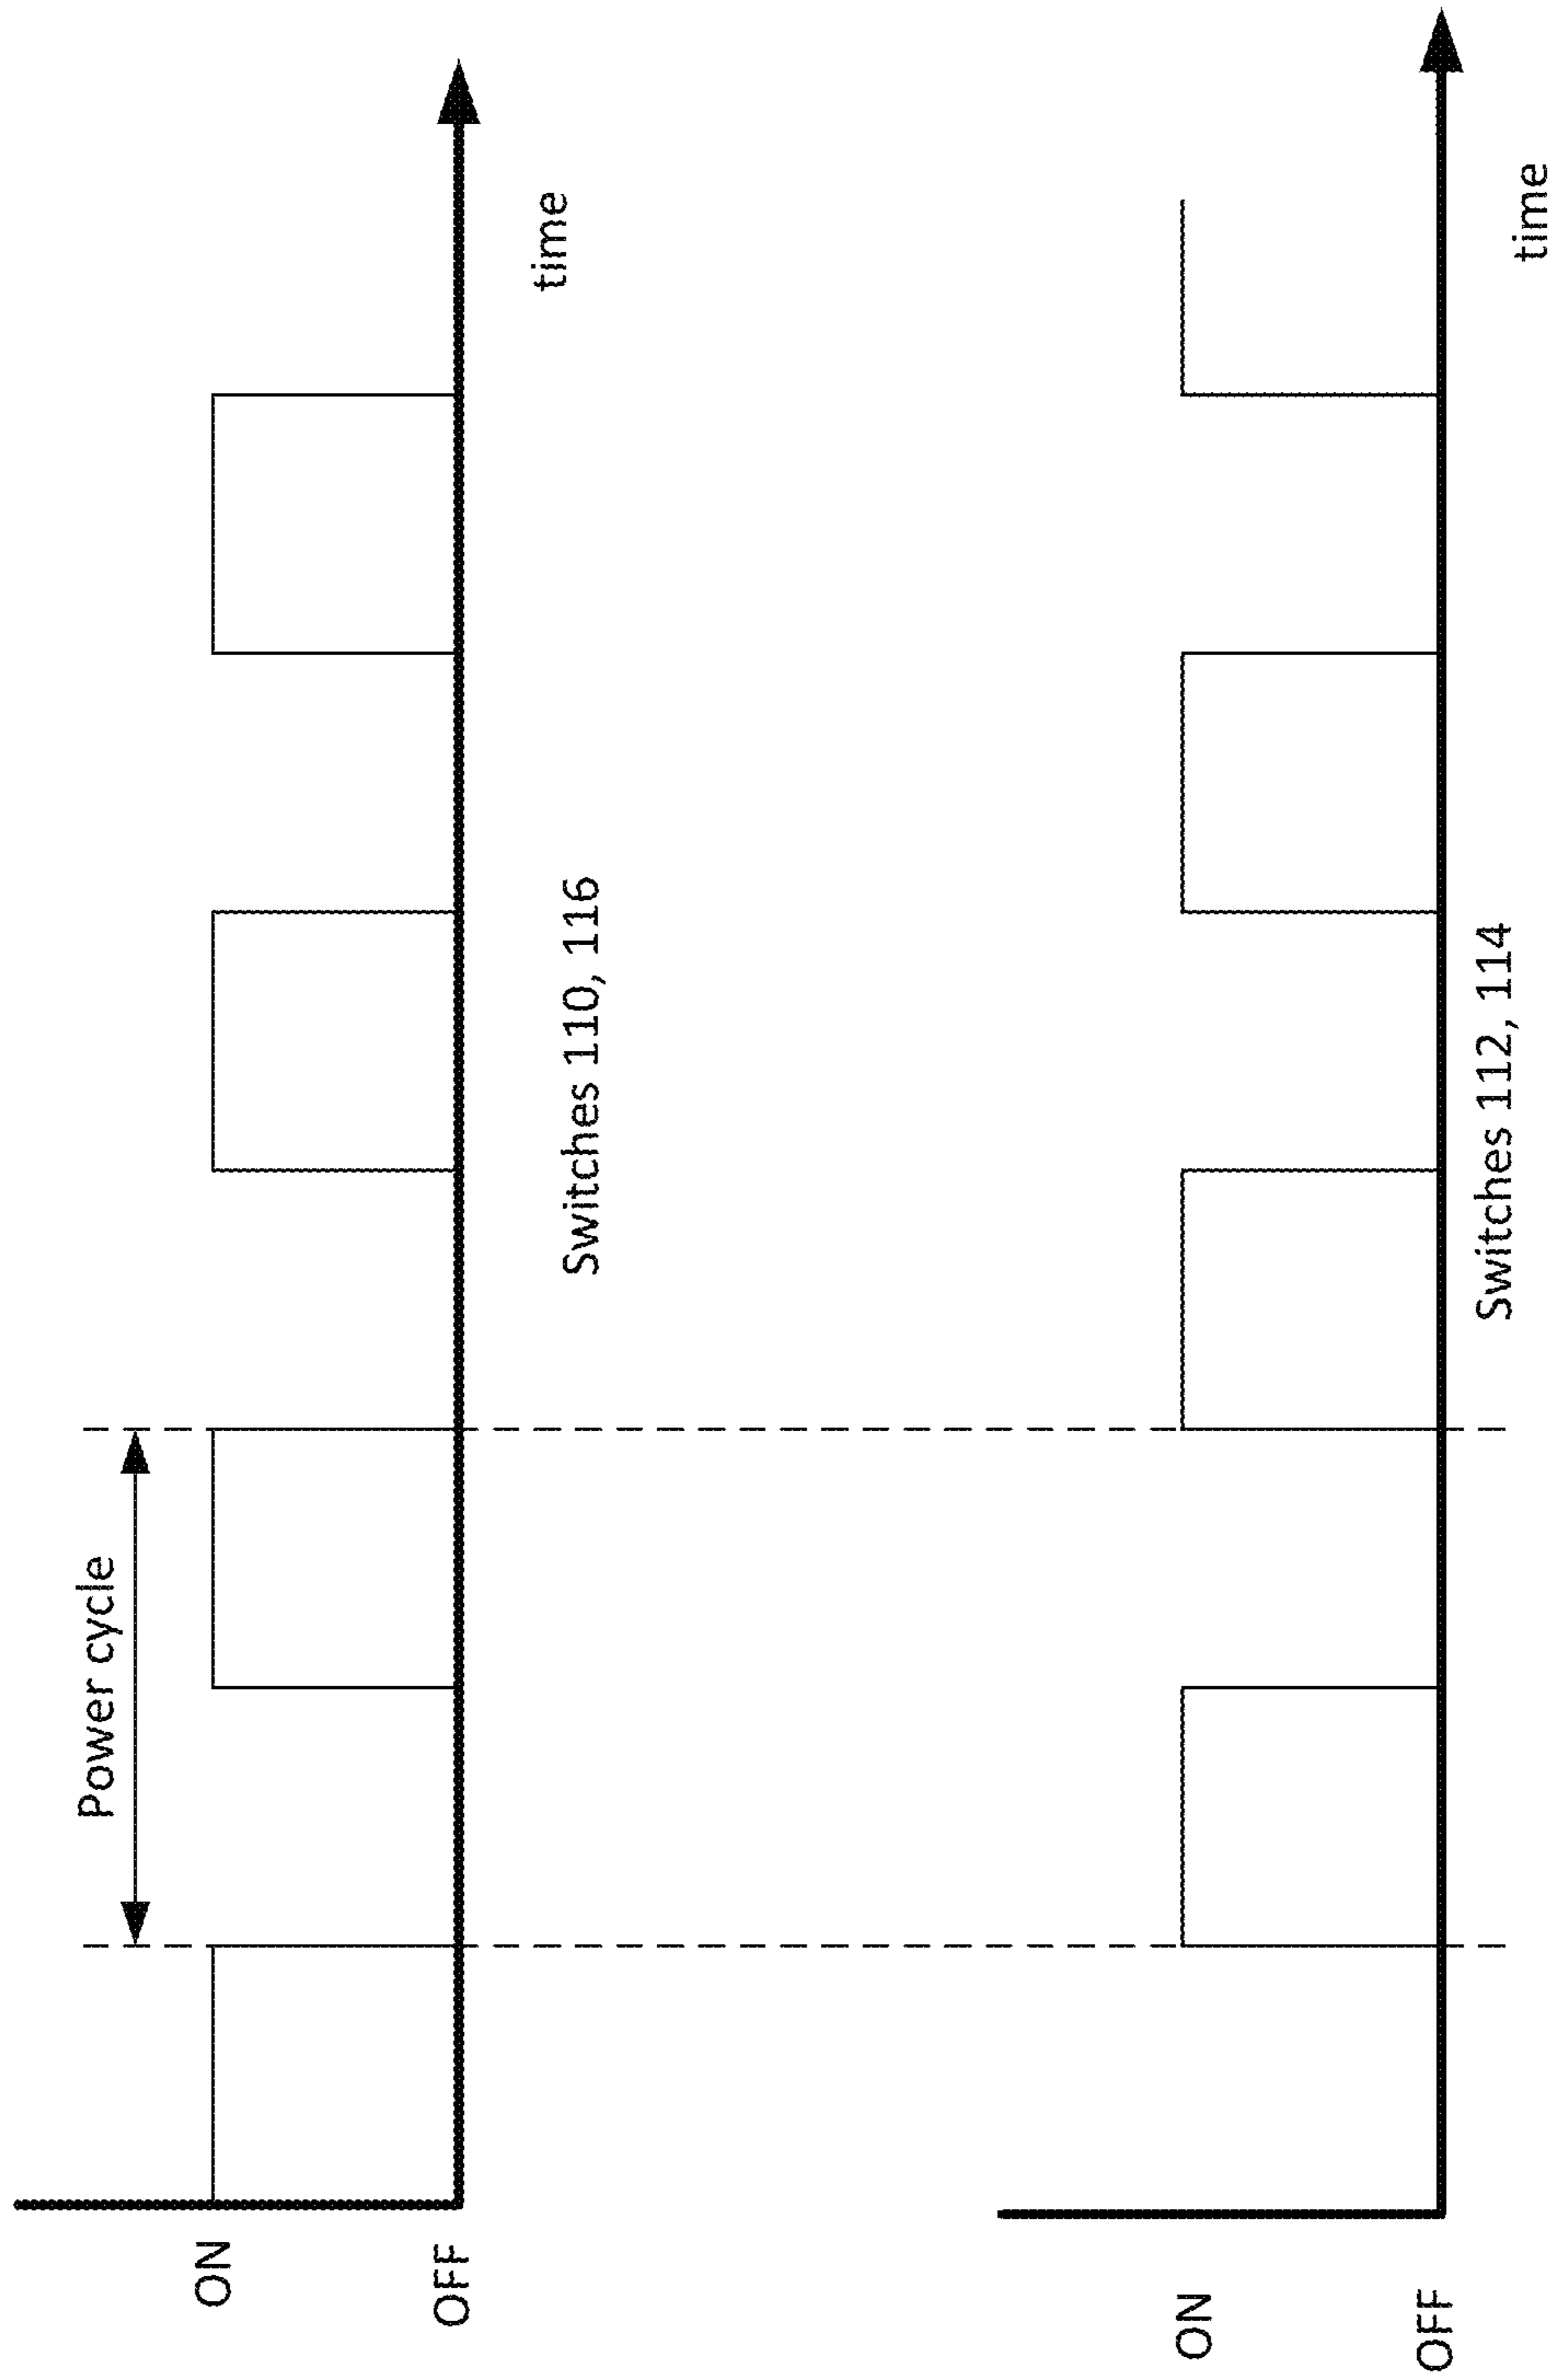 Power cycle
ON
OFF
time
Switches 110, 116
ON
OFF
time
Switches 112, 114